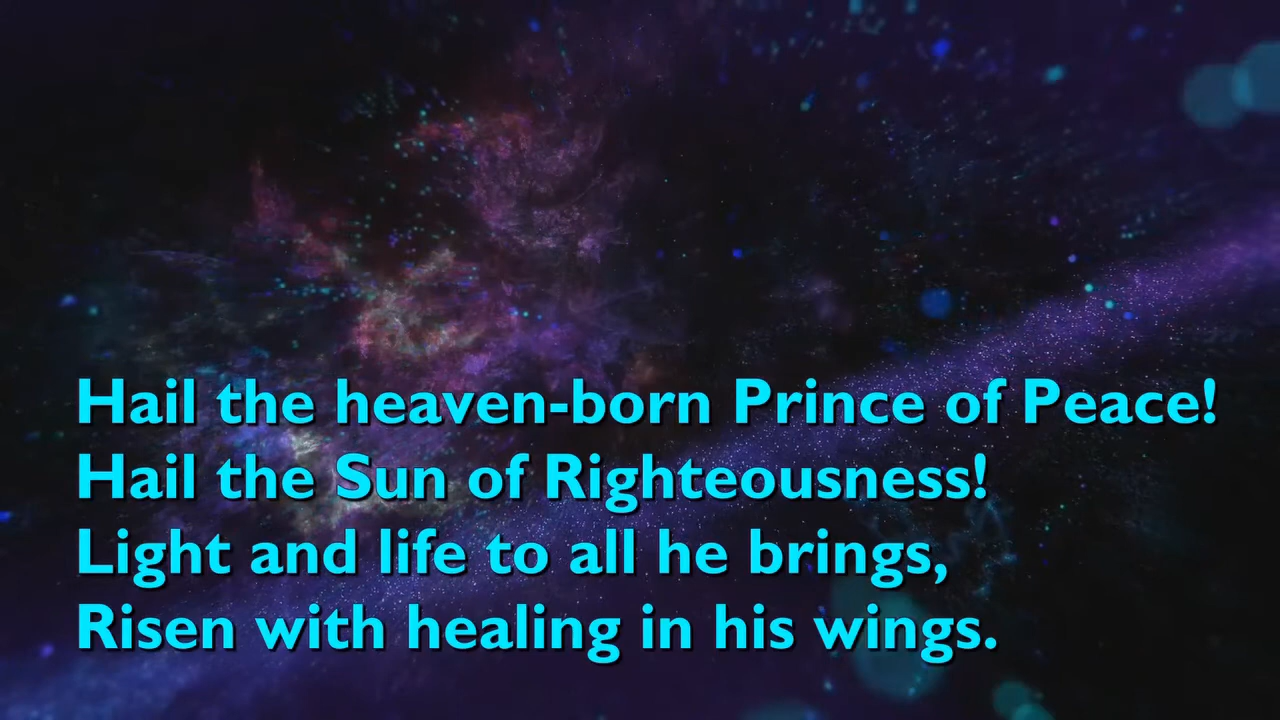 Hail the heaven-born Prince of Peace!
Hail the Sun of Righteousness!
Light and life to all he brings,
Risen with healing in his wings.